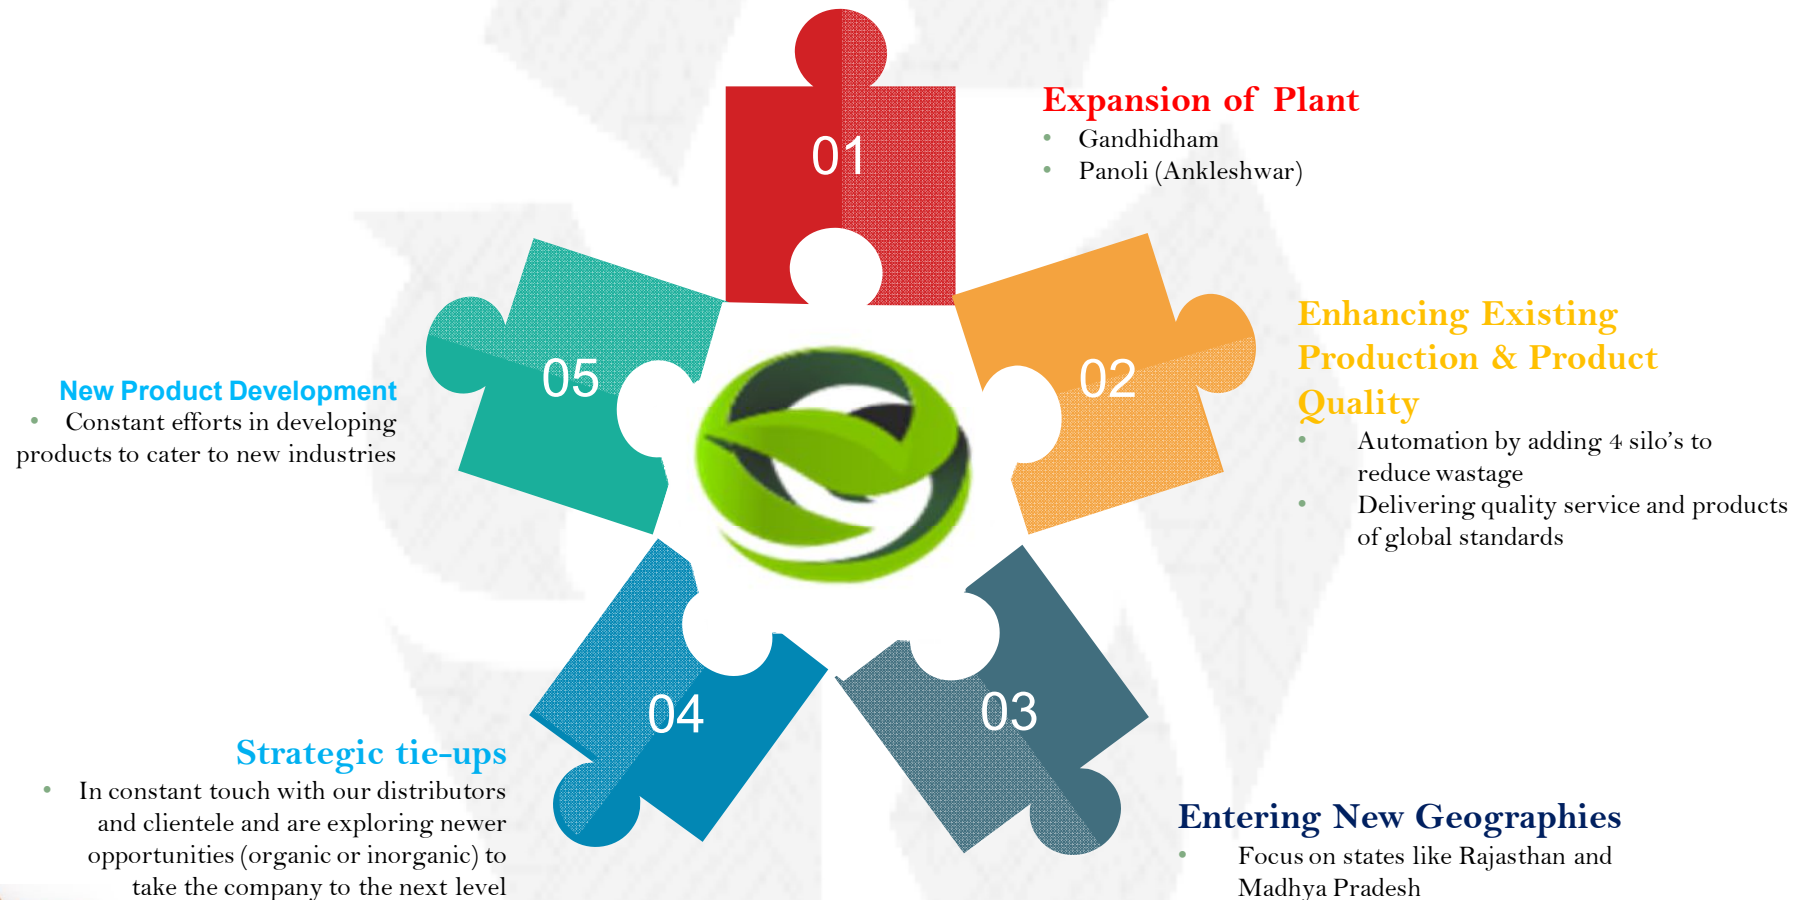 01
Expansion of Plant
• Gandhidham
• Panoli (Ankleshwar)
02
Enhancing Existing
Production & Product
Quality
• Automation by adding 4 silo’s to
reduce wastage
• Delivering quality service and products
of global standards
03
Entering New Geographies
• Focus on states like Rajasthan and
Madhya Pradesh
04
Strategic tie-ups
• In constant touch with our distributors
and clientele and are exploring newer
opportunities (organic or inorganic) to
take the company to the next level
05
New Product Development
• Constant efforts in developing
products to cater to new industries